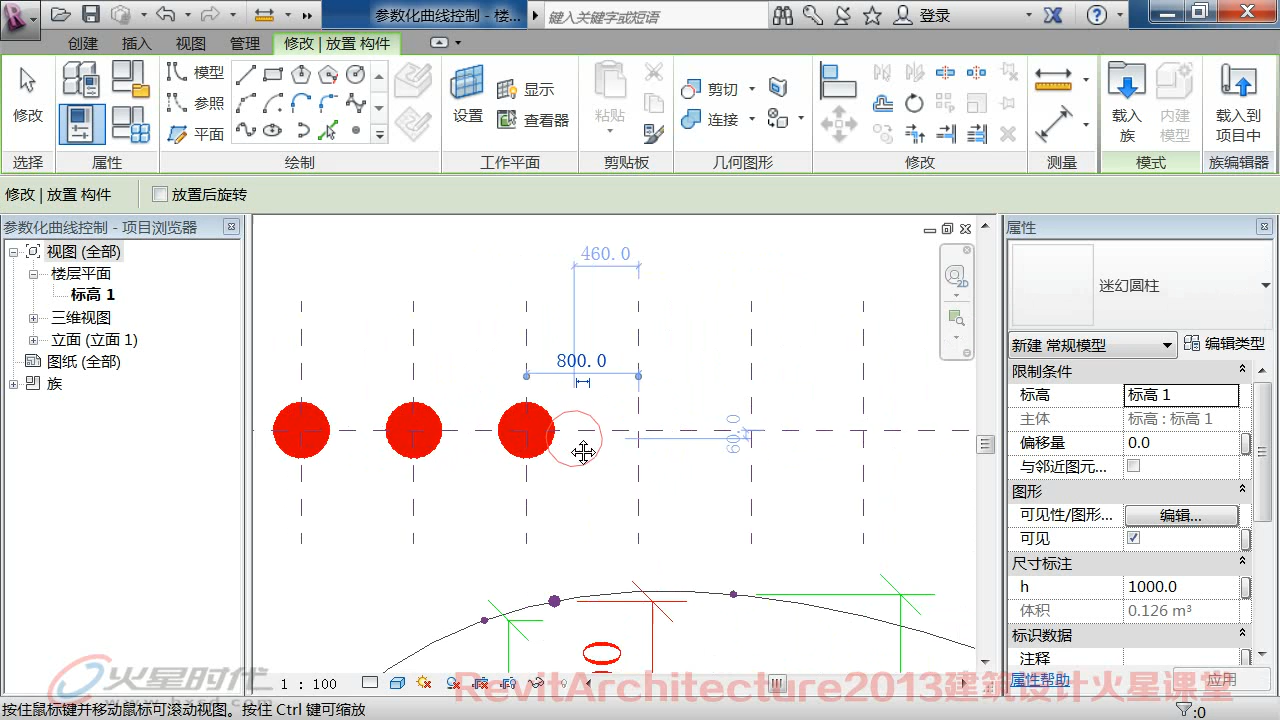 参数化曲线控制 - 楼...
键入关键字或短语
登录
创建 插入 视图 管理 修改 | 放置 构件
修改
模型
参照
平面
设置
显示
查看器
粘贴
剪切
连接
载入族
内建模型
载入到项目中
选择 属性 绘制 工作平面 剪贴板 几何图形 修改 测量 模式 族编辑器
修改 | 放置 构件 放置后旋转
参数化曲线控制 - 项目浏览器
视图 (全部)
楼层平面
标高 1
三维视图
立面 (立面 1)
图纸 (全部)
族
460.0
800.0
60.0
0
2D
1 : 100
属性
迷幻圆柱
新建 常规模型 编辑类型
限制条件
标高 标高 1
主体 标高 : 标高 1
偏移量 0.0
与邻近图元...
图形
可见性/图形... 编辑...
可见
尺寸标注
h 1000.0
体积 0.126 m³
标识数据
注释
属性帮助 应用
火星时代
RevitArchitecture2013建筑设计火星课堂
按住鼠标键并移动鼠标可滚动视图。按住 Ctrl 键可缩放
:0